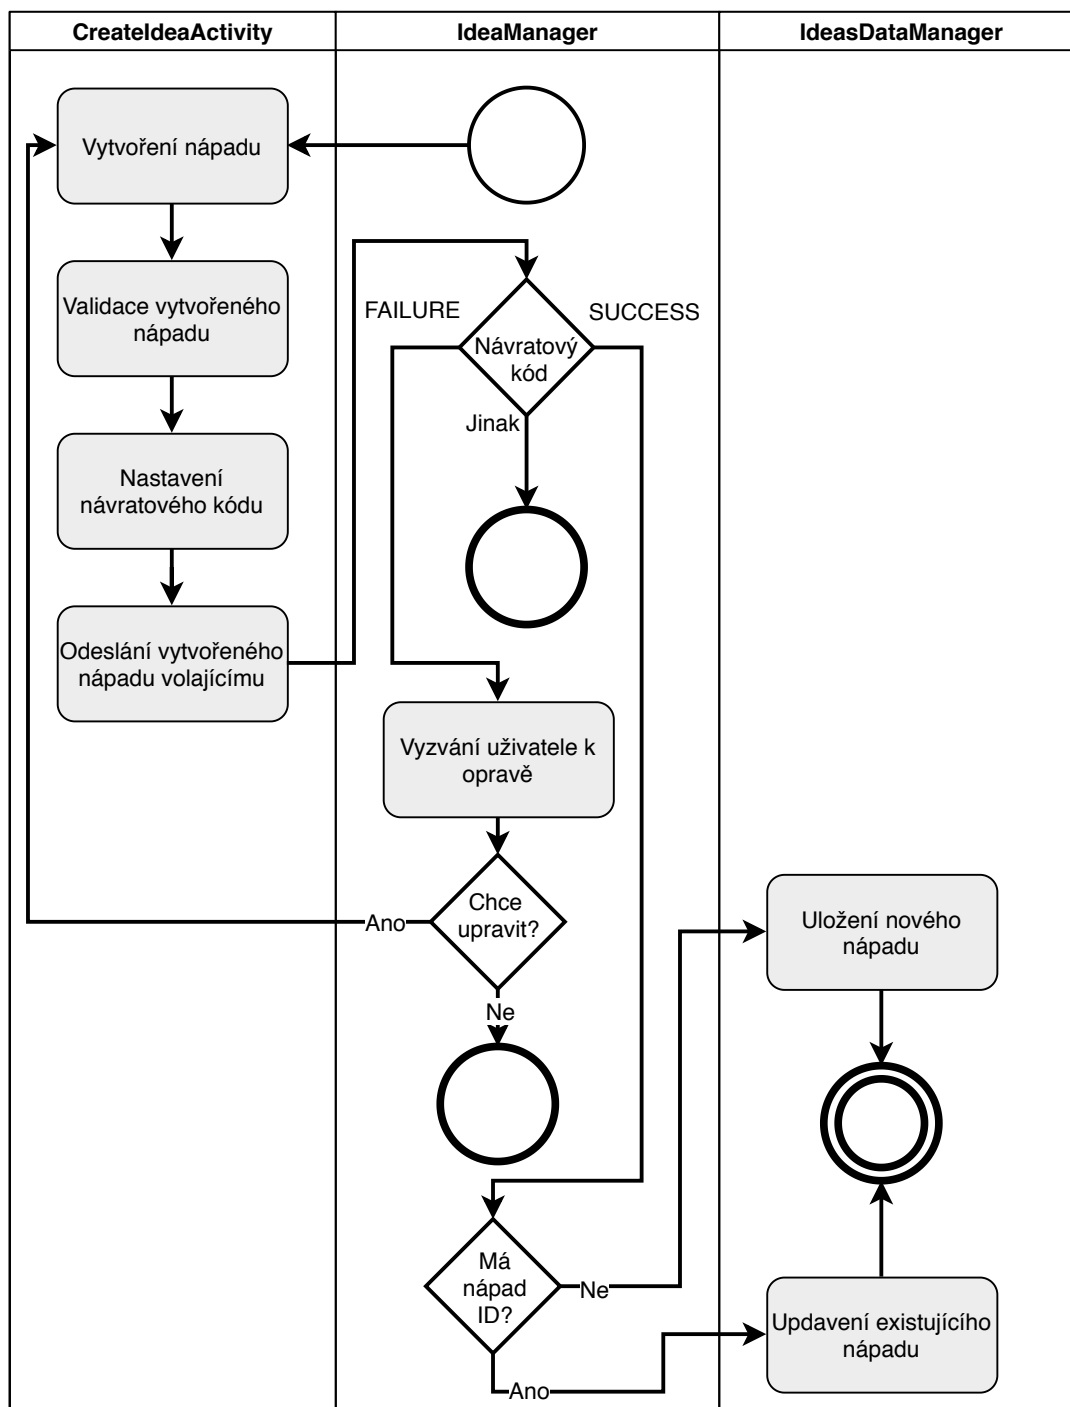 CreateIdeaActivity
IdeaManager
IdeasDataManager
Vytvoření nápadu
Validace vytvořeného
nápadu
Nastavení
návratového kódu
Odeslání vytvořeného
nápadu volajícímu
FAILURE
SUCCESS
Návratový
kód
Jinak
Vyzvání uživatele k
opravě
Chce
upravit?
Ano
Ne
Uložení nového
nápadu
Má
nápad
ID?
Ne
Ano
Updavení existujícího
nápadu